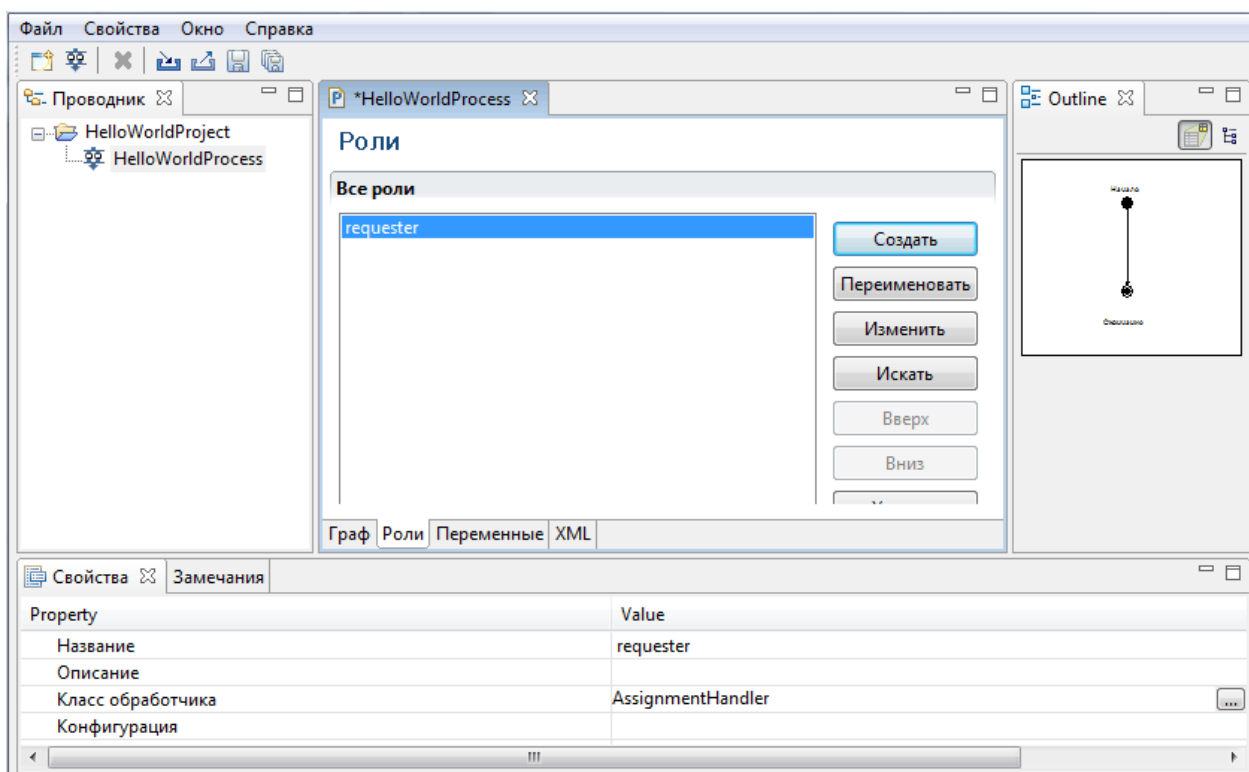 Файл Свойства Окно Справка
Проводник
HelloWorldProject
HelloWorldProcess
*HelloWorldProcess
Роли
Все роли
requester
Создать
Переименовать
Изменить
Искать
Вверх
Вниз
Граф Роли Переменные XML
Outline
Начало
Свойства Замечания
Property Value
Название requester
Описание
Класс обработчика AssignmentHandler
...
Конфигурация